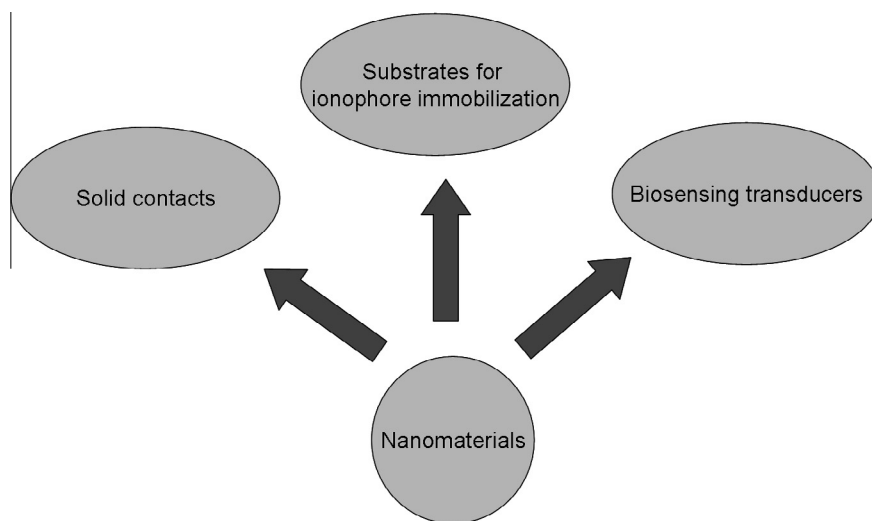 Substrates for
ionophore immobilization
Solid contacts
Biosensing transducers
Nanomaterials